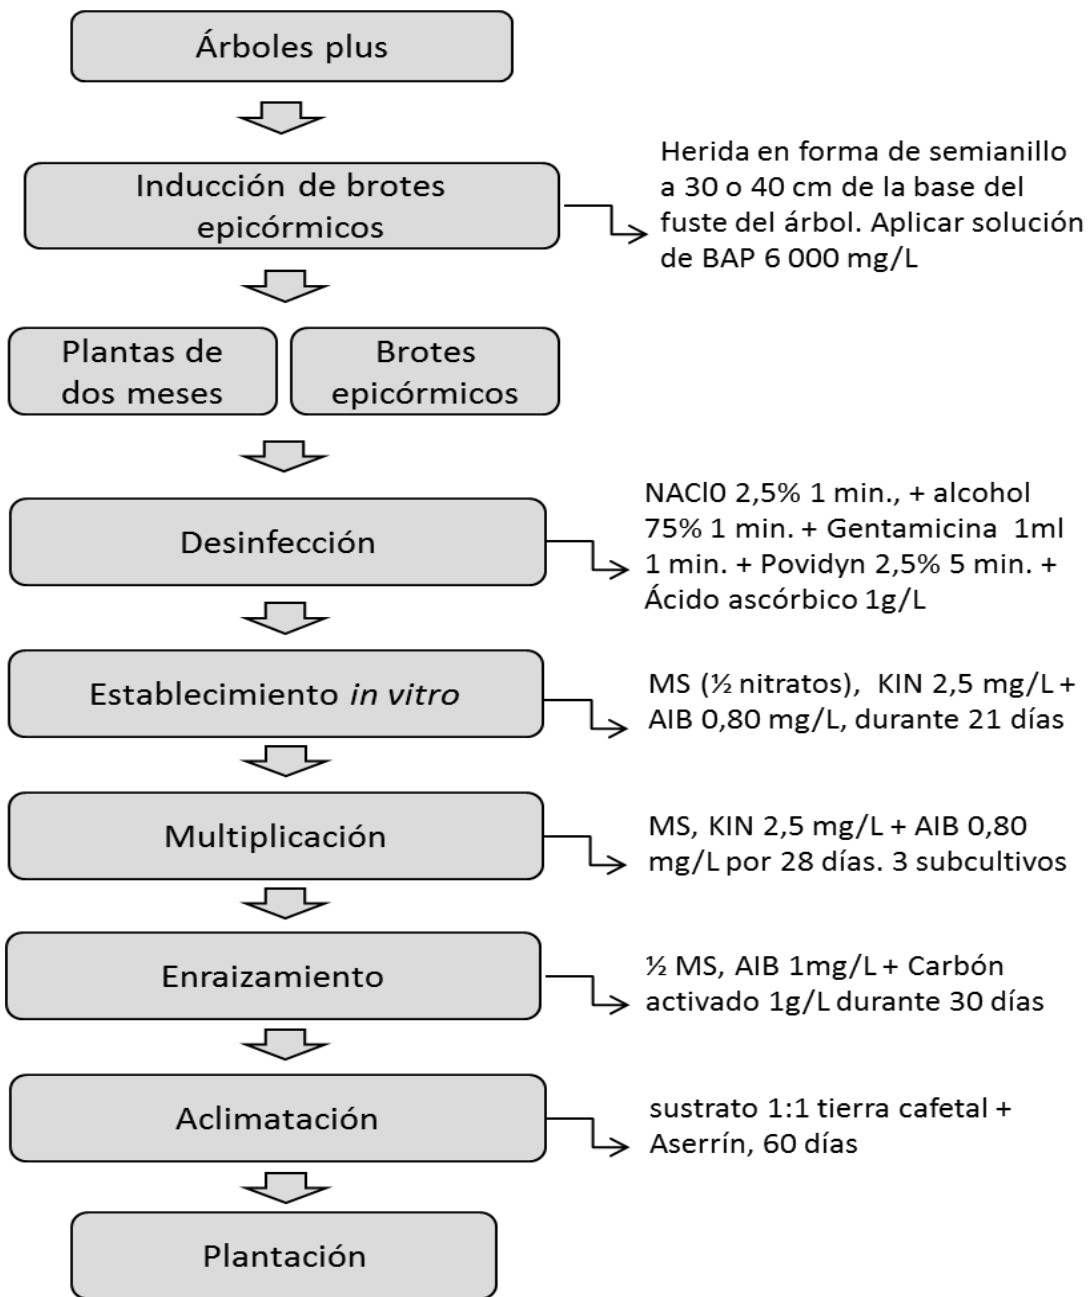 Árboles plus
Inducción de brotes
epicórmicos
Herida en forma de semianillo
a 30 o 40 cm de la base del
fuste del árbol. Aplicar solución
de BAP 6 000 mg/L
Plantas de
dos meses
Brotes
epicórmicos
Desinfección
NACl0 2,5% 1 min., + alcohol
75% 1 min. + Gentamicina 1ml
1 min. + Povidyn 2,5% 5 min. +
Ácido ascórbico 1g/L
Establecimiento in vitro
MS (½ nitratos), KIN 2,5 mg/L +
AIB 0,80 mg/L, durante 21 días
Multiplicación
MS, KIN 2,5 mg/L + AIB 0,80
mg/L por 28 días. 3 subcultivos
Enraizamiento
½ MS, AIB 1mg/L + Carbón
activado 1g/L durante 30 días
Aclimatación
sustrato 1:1 tierra cafetal +
Aserrín, 60 días
Plantación